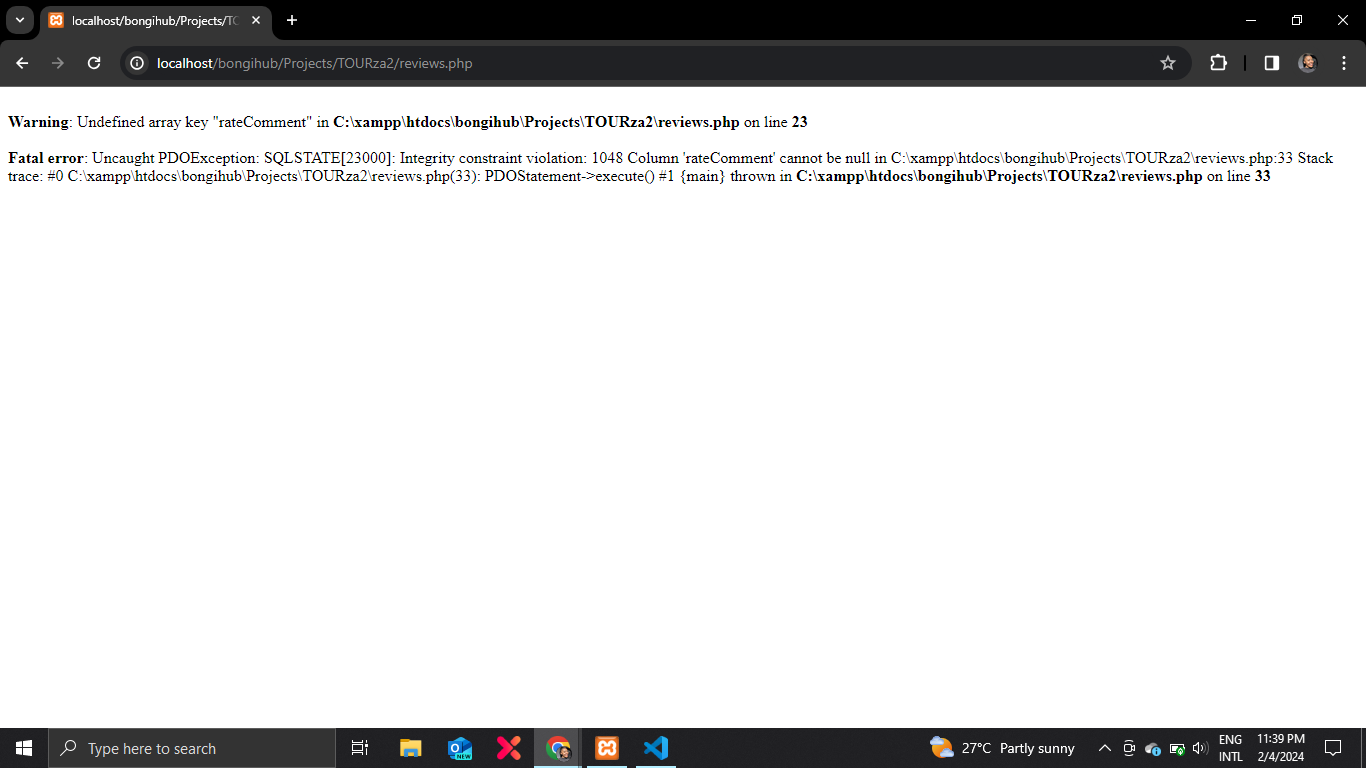 localhost/bongihub/Projects/TO
localhost/bongihub/Projects/TOURza2/reviews.php
Warning: Undefined array key "rateComment" in C:\xampp\htdocs\bongihub\Projects\TOURza2\reviews.php on line 23
Fatal error: Uncaught PDOException: SQLSTATE[23000]: Integrity constraint violation: 1048 Column 'rateComment' cannot be null in C:\xampp\htdocs\bongihub\Projects\TOURza2\reviews.php:33 Stack
trace: #0 C:\xampp\htdocs\bongihub\Projects\TOURza2\reviews.php(33): PDOStatement->execute() #1 {main} thrown in C:\xampp\htdocs\bongihub\Projects\TOURza2\reviews.php on line 33
Type here to search
NEW
27°C Partly sunny
ENG
INTL
11:39 PM
2/4/2024